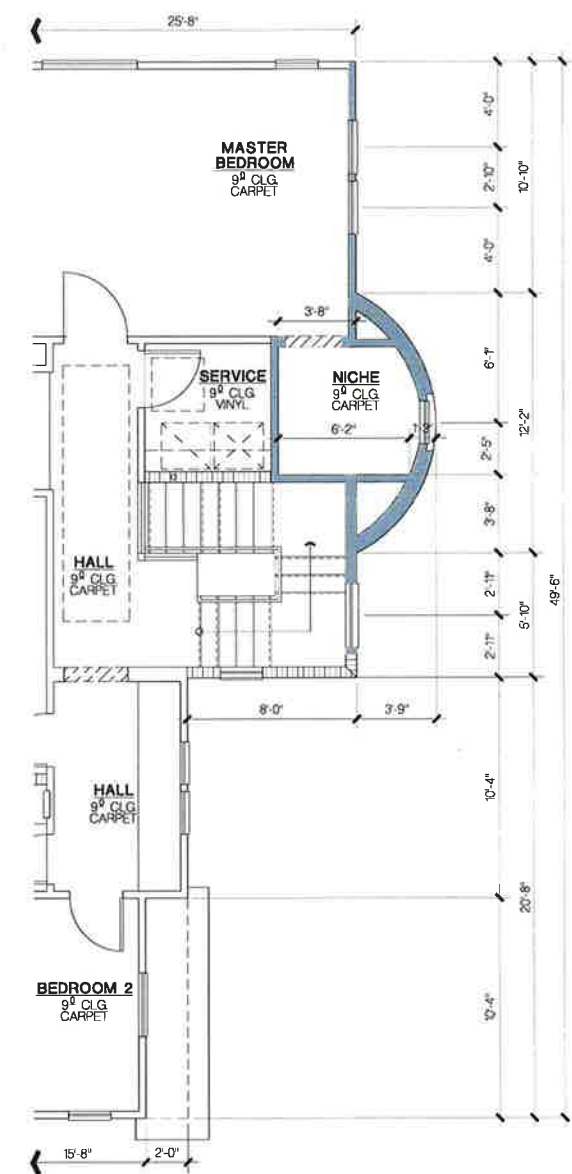 25'-8"
4'-0"
MASTER
BEDROOM
9⁰ CLG.
CARPET
2'-10"
10'-10"
4'-0"
3'-8"
6'-1"
SERVICE
9⁰ CLG.
VINYL
NICHE
9⁰ CLG.
CARPET
12'-2"
6'-2"
1'-3"
2'-5"
3'-8"
HALL
9⁰ CLG.
CARPET
2'-11"
5'-10"
49'-6"
2'-11"
8'-0"
3'-9"
HALL
9⁰ CLG.
CARPET
10'-4"
20'-8"
BEDROOM 2
9⁰ CLG.
CARPET
10'-4"
15'-8"
2'-0"